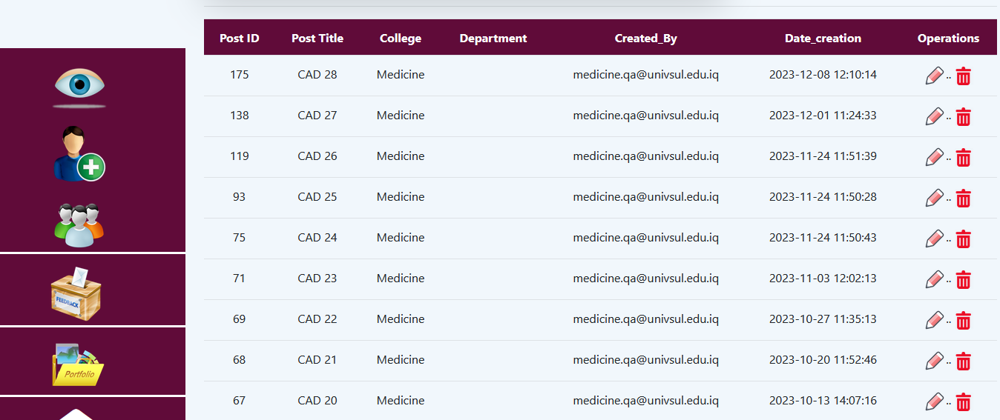 Post ID Post Title College Department Created_By Date_creation Operations
175 CAD 28 Medicine medicine.qa@univsul.edu.iq 2023-12-08 12:10:14 ..
138 CAD 27 Medicine medicine.qa@univsul.edu.iq 2023-12-01 11:24:33 ..
119 CAD 26 Medicine medicine.qa@univsul.edu.iq 2023-11-24 11:51:39 ..
93 CAD 25 Medicine medicine.qa@univsul.edu.iq 2023-11-24 11:50:28 ..
75 CAD 24 Medicine medicine.qa@univsul.edu.iq 2023-11-24 11:50:43 ..
71 CAD 23 Medicine medicine.qa@univsul.edu.iq 2023-11-03 12:02:13 ..
69 CAD 22 Medicine medicine.qa@univsul.edu.iq 2023-10-27 11:35:13 ..
68 CAD 21 Medicine medicine.qa@univsul.edu.iq 2023-10-20 11:52:46 ..
67 CAD 20 Medicine medicine.qa@univsul.edu.iq 2023-10-13 14:07:16 ..
FEEDBACK
Portfolio